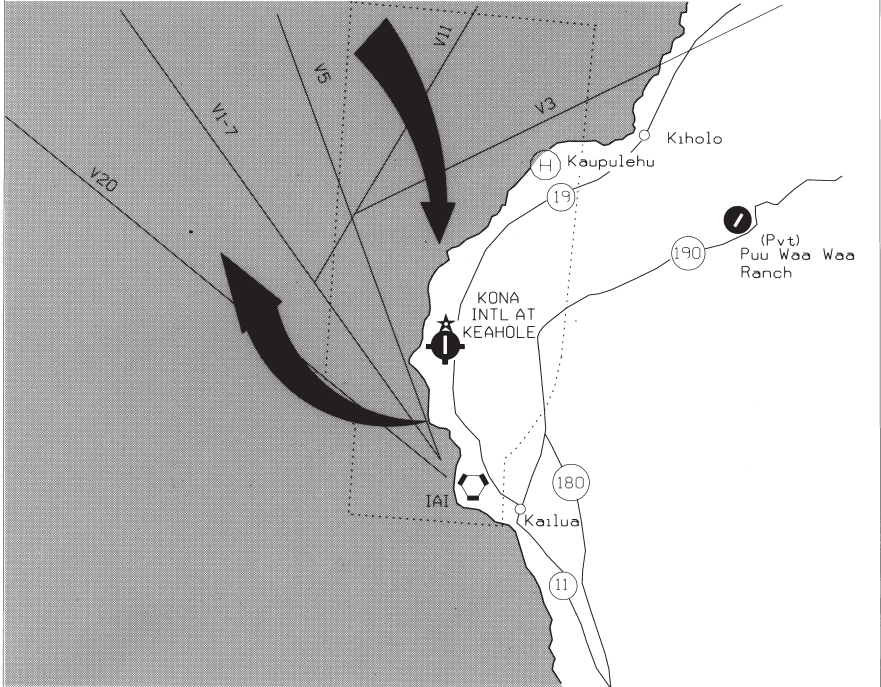 V11
V5
V3
V1-7
V20
Kiholo
H
Kaupulehu
19
(Pvt)
190
Puu Waa Waa
Ranch
KONA
INTL AT
KEAHOLE
180
IAI
Kailua
11